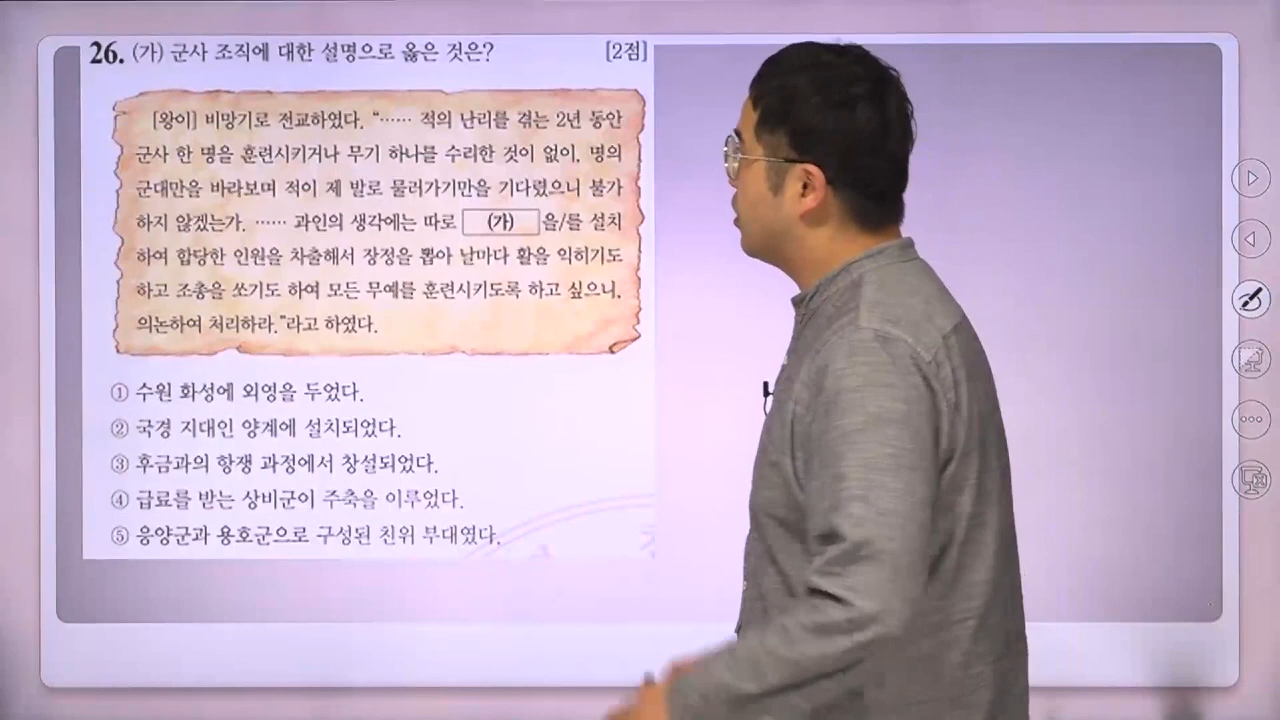 26. (가) 군사 조직에 대한 설명으로 옳은 것은? [2점]
[왕이] 비망기로 전교하였다. “…… 적의 난리를 겪는 2년 동안
군사 한 명을 훈련시키거나 무기 하나를 수리한 것이 없이, 명의
군대만을 바라보며 적이 제 발로 물러가기만을 기다렸으니 불가
하지 않겠는가. …… 과인의 생각에는 따로 (가) 을/를 설치
하여 합당한 인원을 차출해서 장정을 뽑아 날마다 활을 익히기도
하고 조총을 쏘기도 하여 모든 무예를 훈련시키도록 하고 싶으니,
의논하여 처리하라.”라고 하였다.
① 수원 화성에 외영을 두었다.
② 국경 지대인 양계에 설치되었다.
③ 후금과의 항쟁 과정에서 창설되었다.
④ 급료를 받는 상비군이 주축을 이루었다.
⑤ 응양군과 용호군으로 구성된 친위 부대였다.